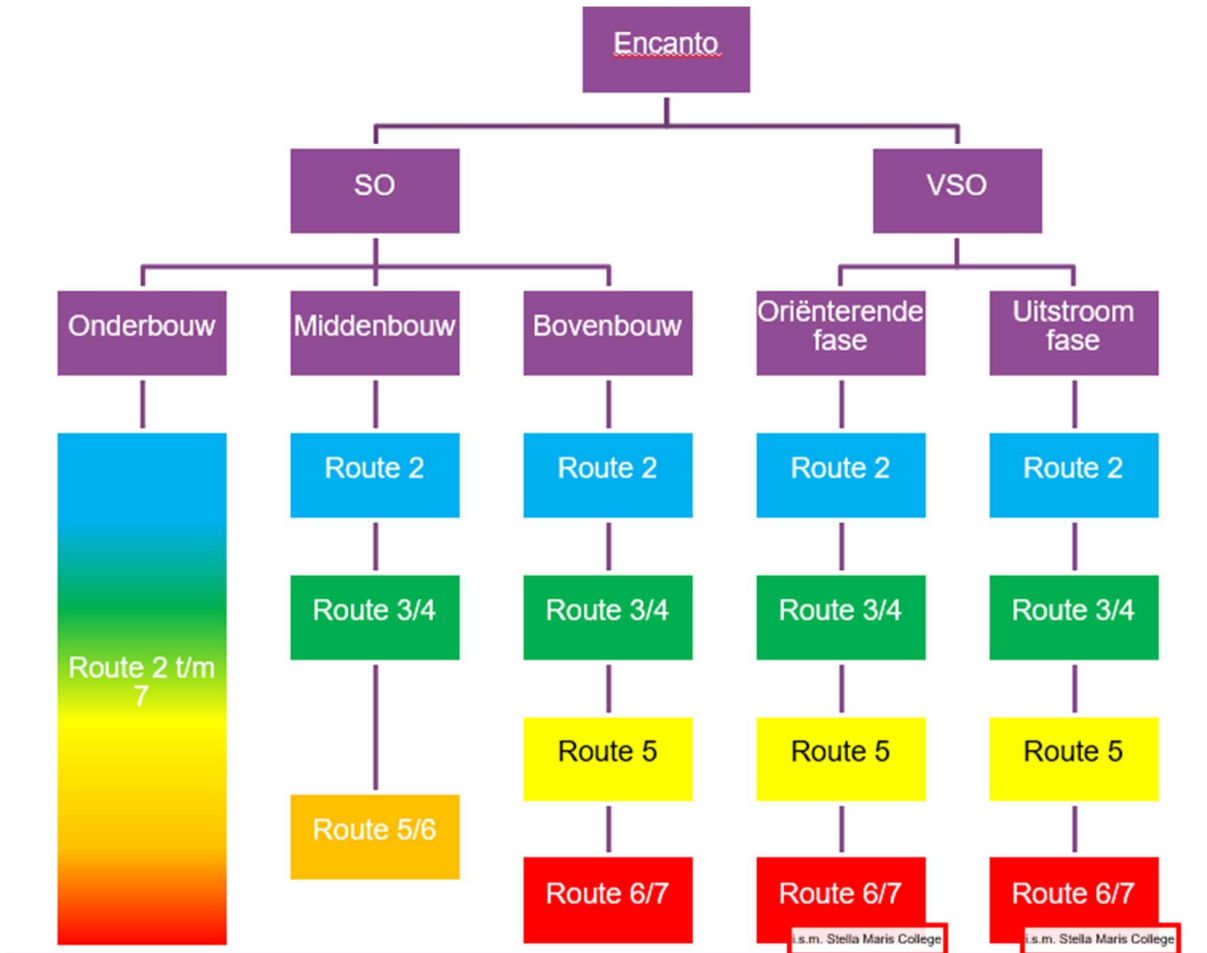 Encanto
SO
VSO
Onderbouw
Middenbouw
Bovenbouw
Oriënterende
fase
Uitstroom
fase
Route 2
Route 2
Route 2
Route 2
Route 3/4
Route 3/4
Route 3/4
Route 3/4
Route 2 t/m
7
Route 5
Route 5
Route 5
Route 5/6
Route 6/7
Route 6/7
Route 6/7
i.s.m. Stella Maris College
i.s.m. Stella Maris College